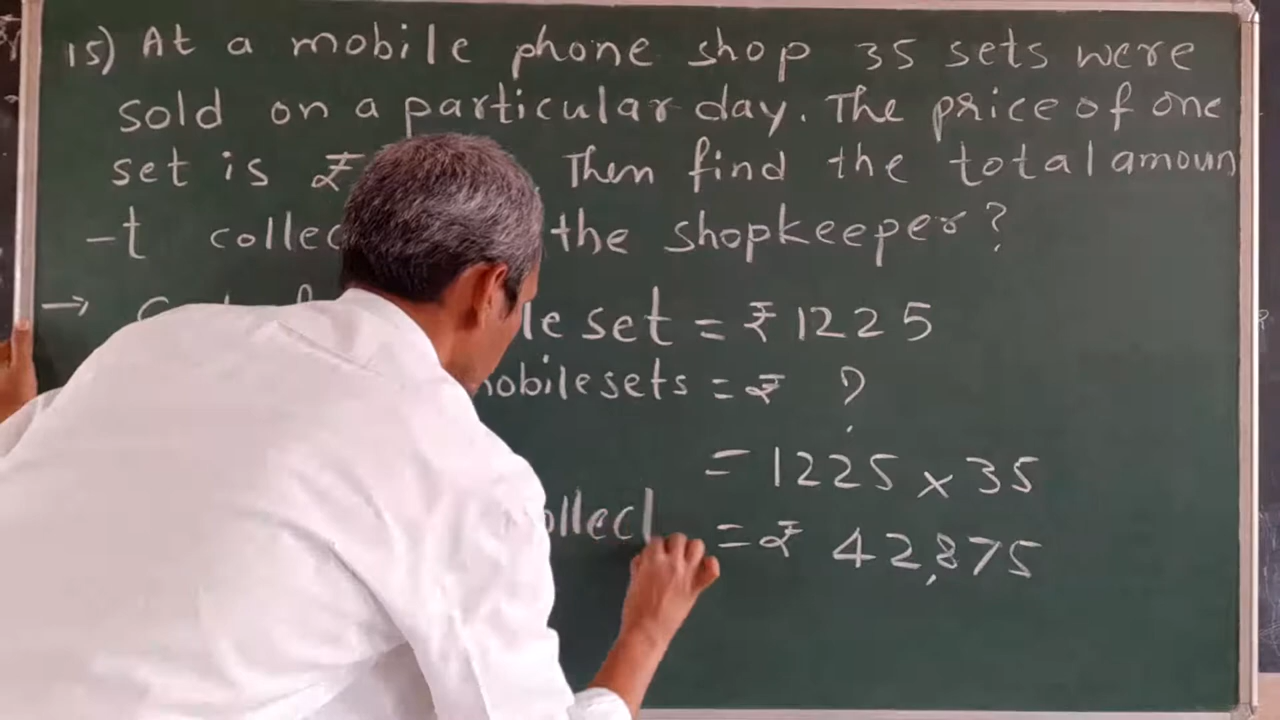 15) At a mobile phone shop 35 sets were
sold on a particular day. The price of one
set is ₹ Then find the total amoun
-t collec the shopkeeper?
→ le set = ₹ 1225
mobile sets = ₹ ?
= 1225 × 35
ollect = ₹ 42,875